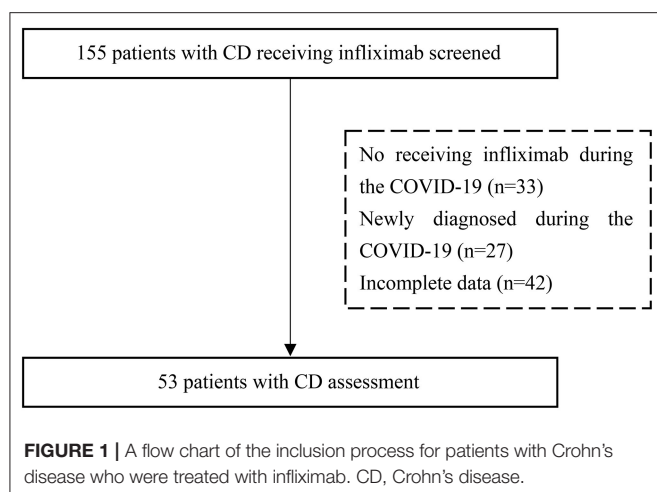 155 patients with CD receiving infliximab screened
No receiving infliximab during
the COVID-19 (n=33)
Newly diagnosed during the
COVID-19 (n=27)
Incomplete data (n=42)
53 patients with CD assessment
FIGURE 1 | A flow chart of the inclusion process for patients with Crohn's
disease who were treated with infliximab. CD, Crohn's disease.